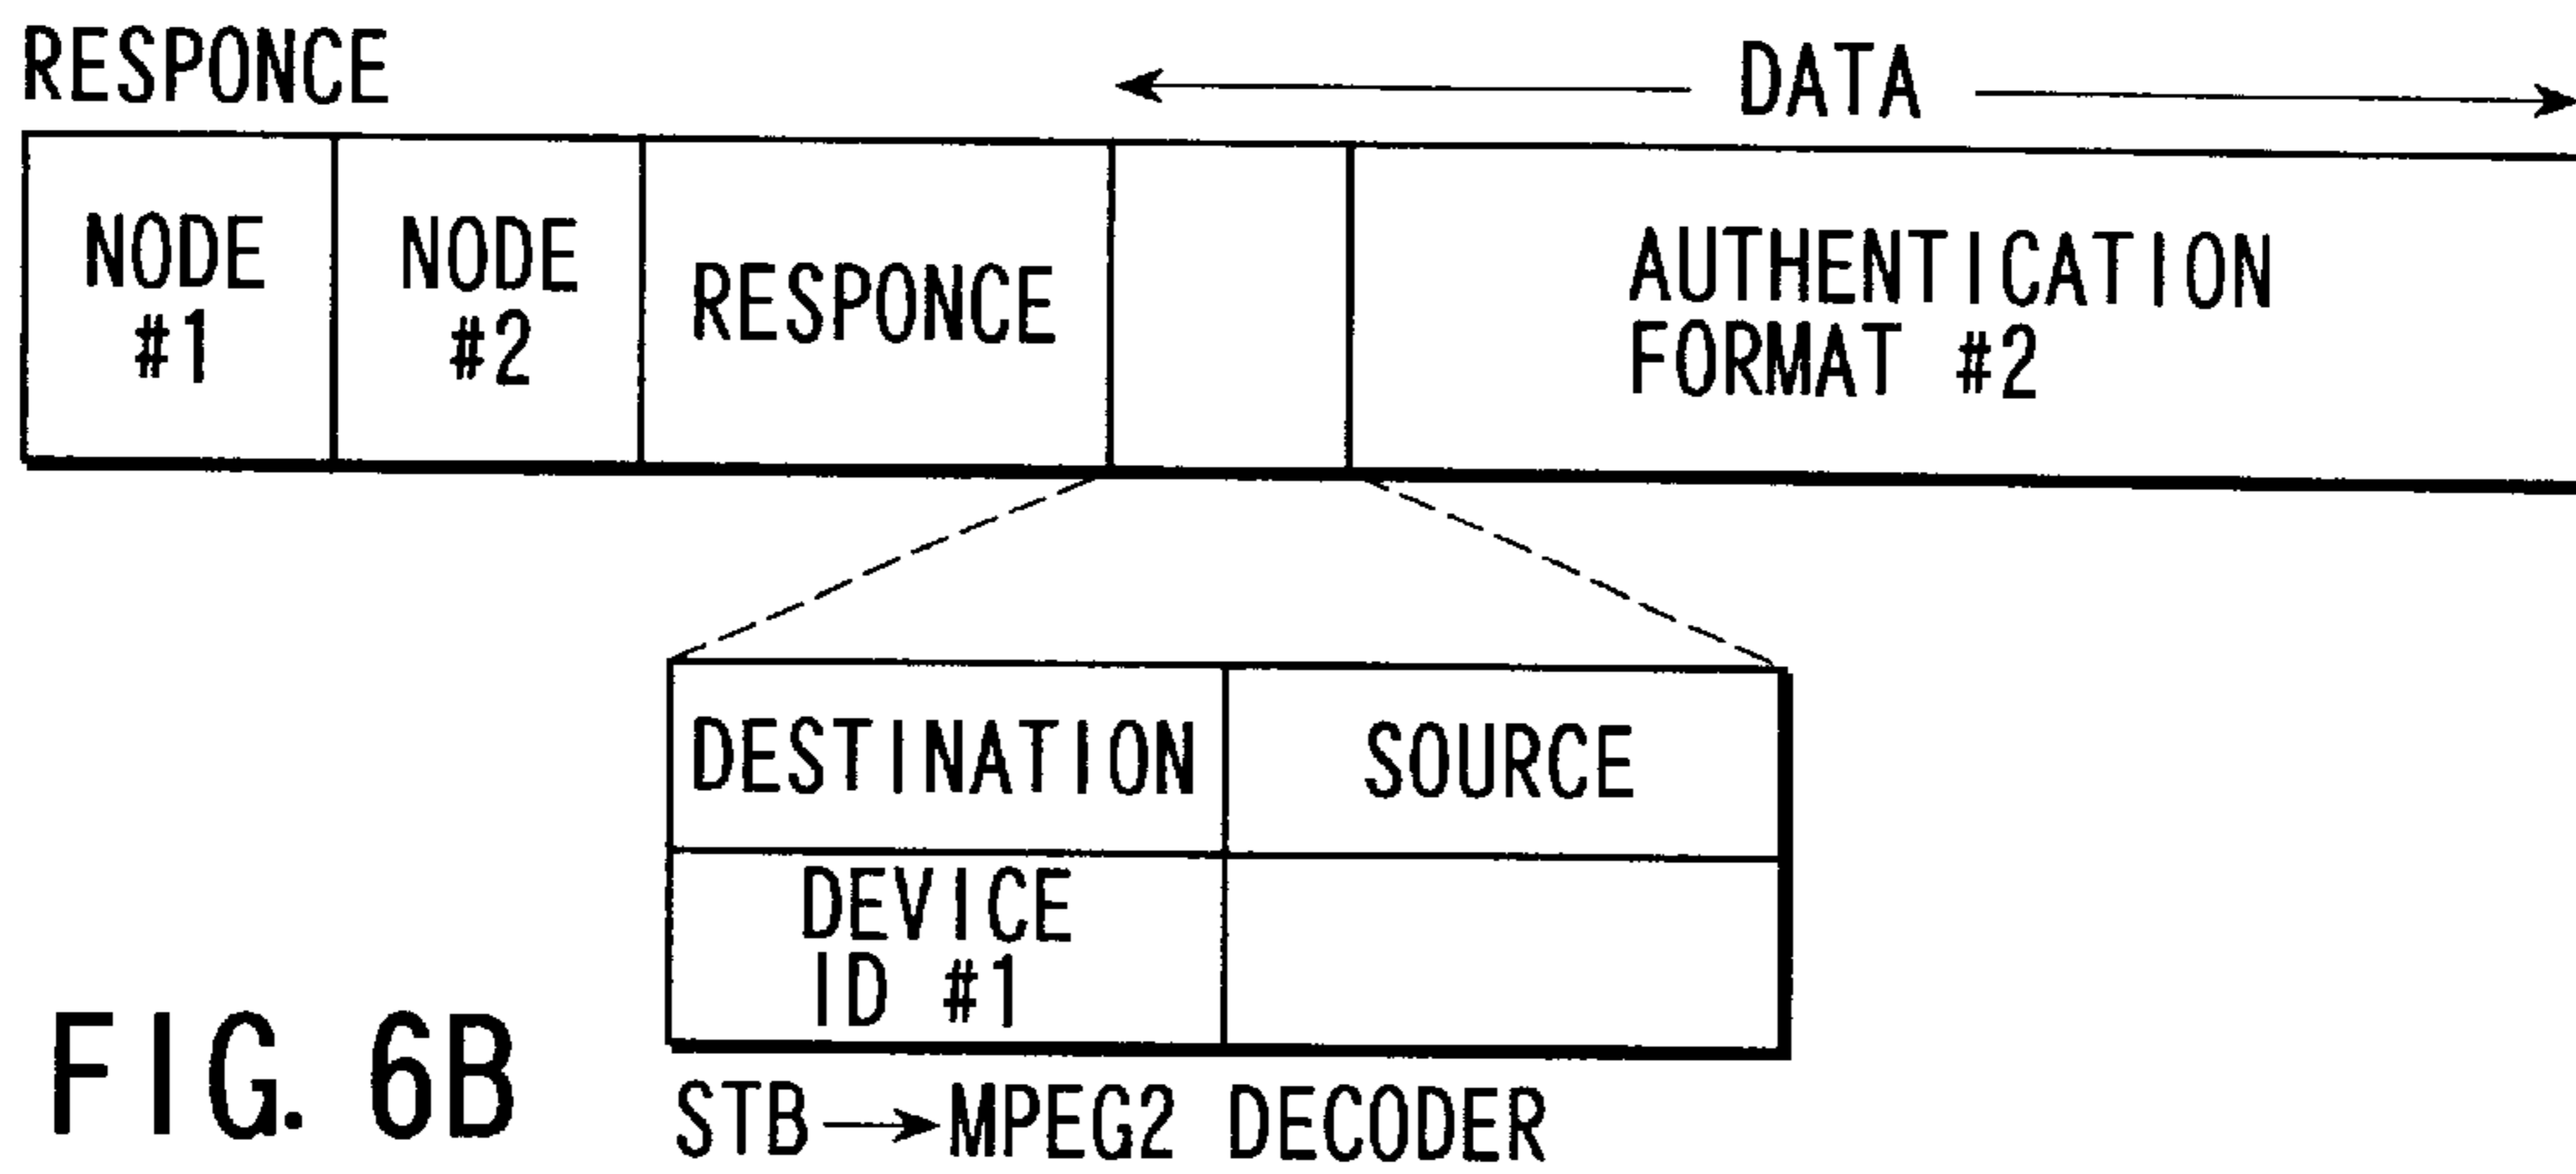 RESPONCE
DATA
NODE
#1
NODE
#2
RESPONCE
AUTHENTICATION
FORMAT #2
DESTINATION
SOURCE
DEVICE
ID #1
STB → MPEG2 DECODER
FIG. 6B